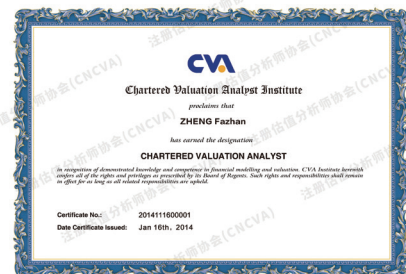 CVA
Chartered Valuation Analyst Institute
proclaims that
ZHENG Fazhan
has earned the designation
CHARTERED VALUATION ANALYST
in recognition of demonstrated knowledge and competence in financial modelling and valuation. CVA Institute herewith
confers all of the rights and privileges as prescribed by its Board of Regents. Such rights and responsibilities shall remain
in effect for as long as all related responsibilities are upheld.
Certificate No.: 2014111600001
Date Certificate Issued: Jan 16th, 2014
注册估值分析师协会(CNCVA)